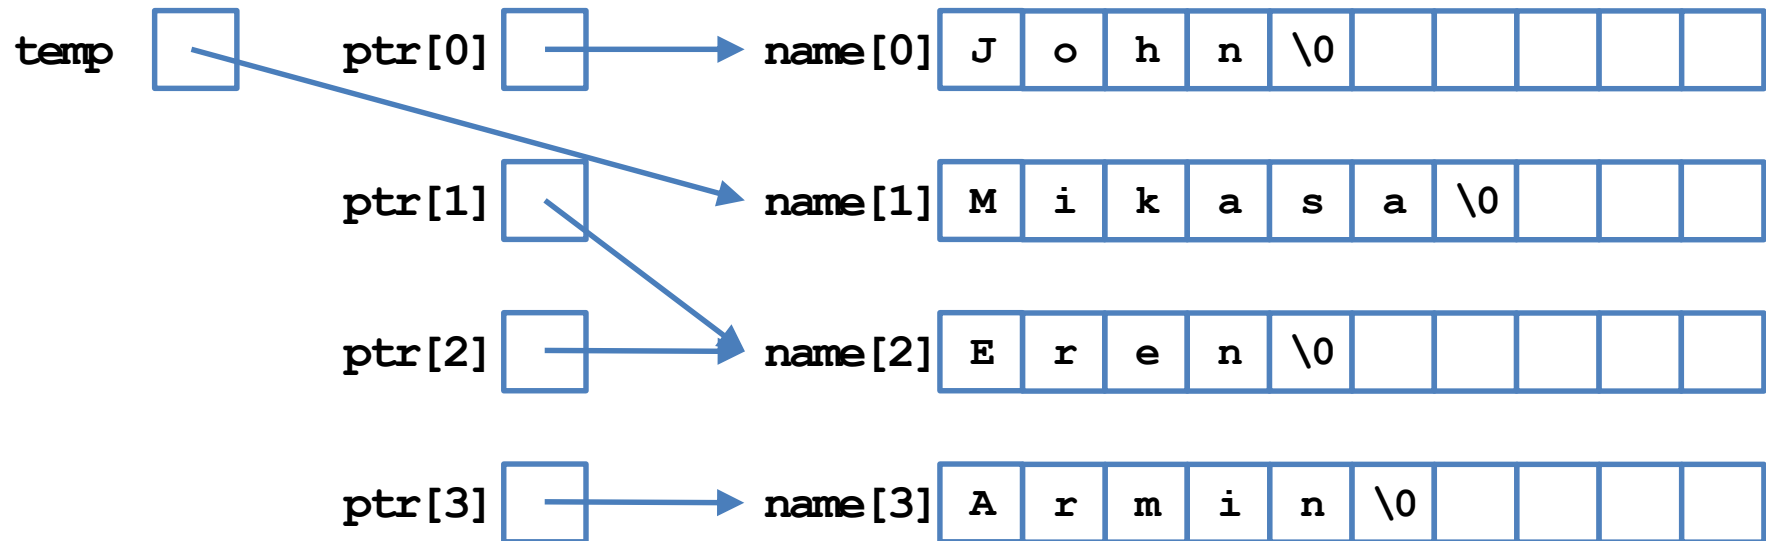 temp ptr[0] name[0] J o h n \0
ptr[1] name[1] M i k a s a \0
ptr[2] name[2] E r e n \0
ptr[3] name[3] A r m i n \0